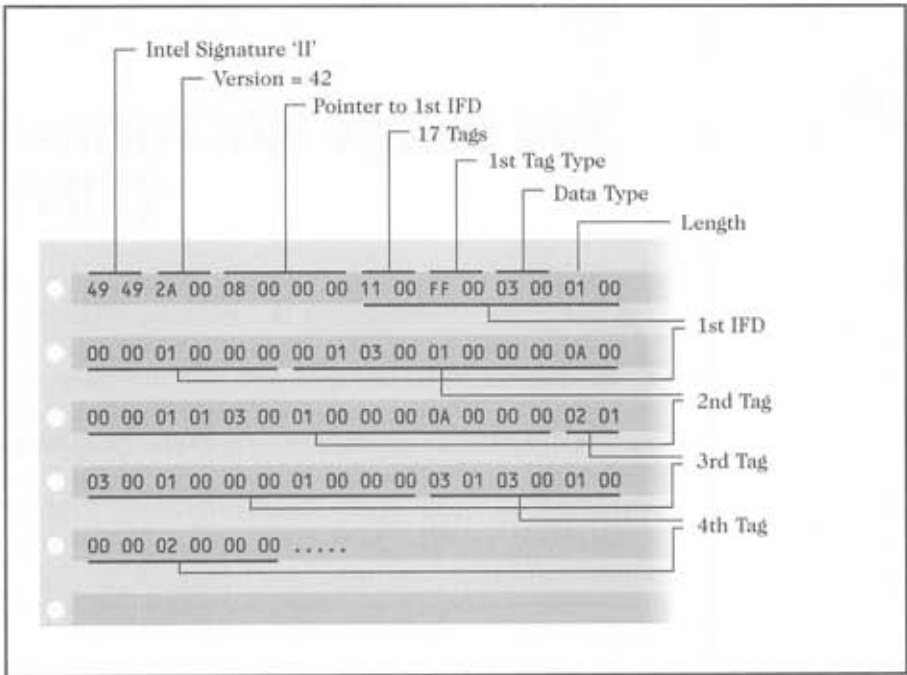 Intel Signature 'II'
Version = 42
Pointer to 1st IFD
17 Tags
1st Tag Type
Data Type
Length
49 49 2A 00 08 00 00 00 11 00 FF 00 03 00 01 00
1st IFD
00 00 01 00 00 00 00 01 03 00 01 00 00 00 0A 00
2nd Tag
00 00 01 01 03 00 01 00 00 00 0A 00 00 00 02 01
3rd Tag
03 00 01 00 00 00 01 00 00 00 03 01 03 00 01 00
4th Tag
00 00 02 00 00 00 .....